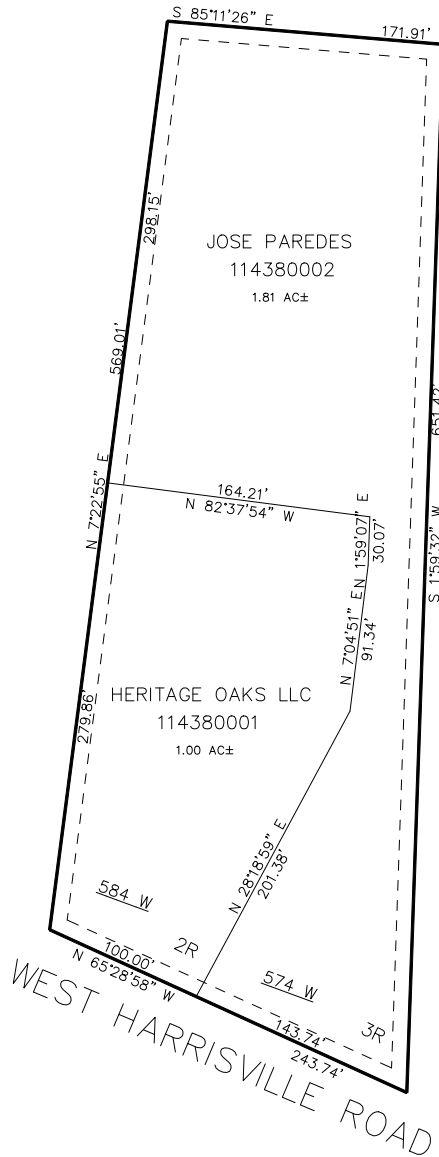 S 85°11'26" E
171.91'
298.15'
JOSE PAREDES
114380002
1.81 AC±
569.01'
651.42'
N 7°22'55" E
164.21'
N 82°37'54" W
N 1°59'07" E
30.07'
S 1°59'32" W
N 7°04'51" E
91.34'
279.86'
HERITAGE OAKS LLC
114380001
1.00 AC±
N 28°18'59" E
201.38'
584 W
2R
100.00'
N 65°28'58" W
574 W
143.74'
3R
243.74'
WEST HARRISVILLE ROAD